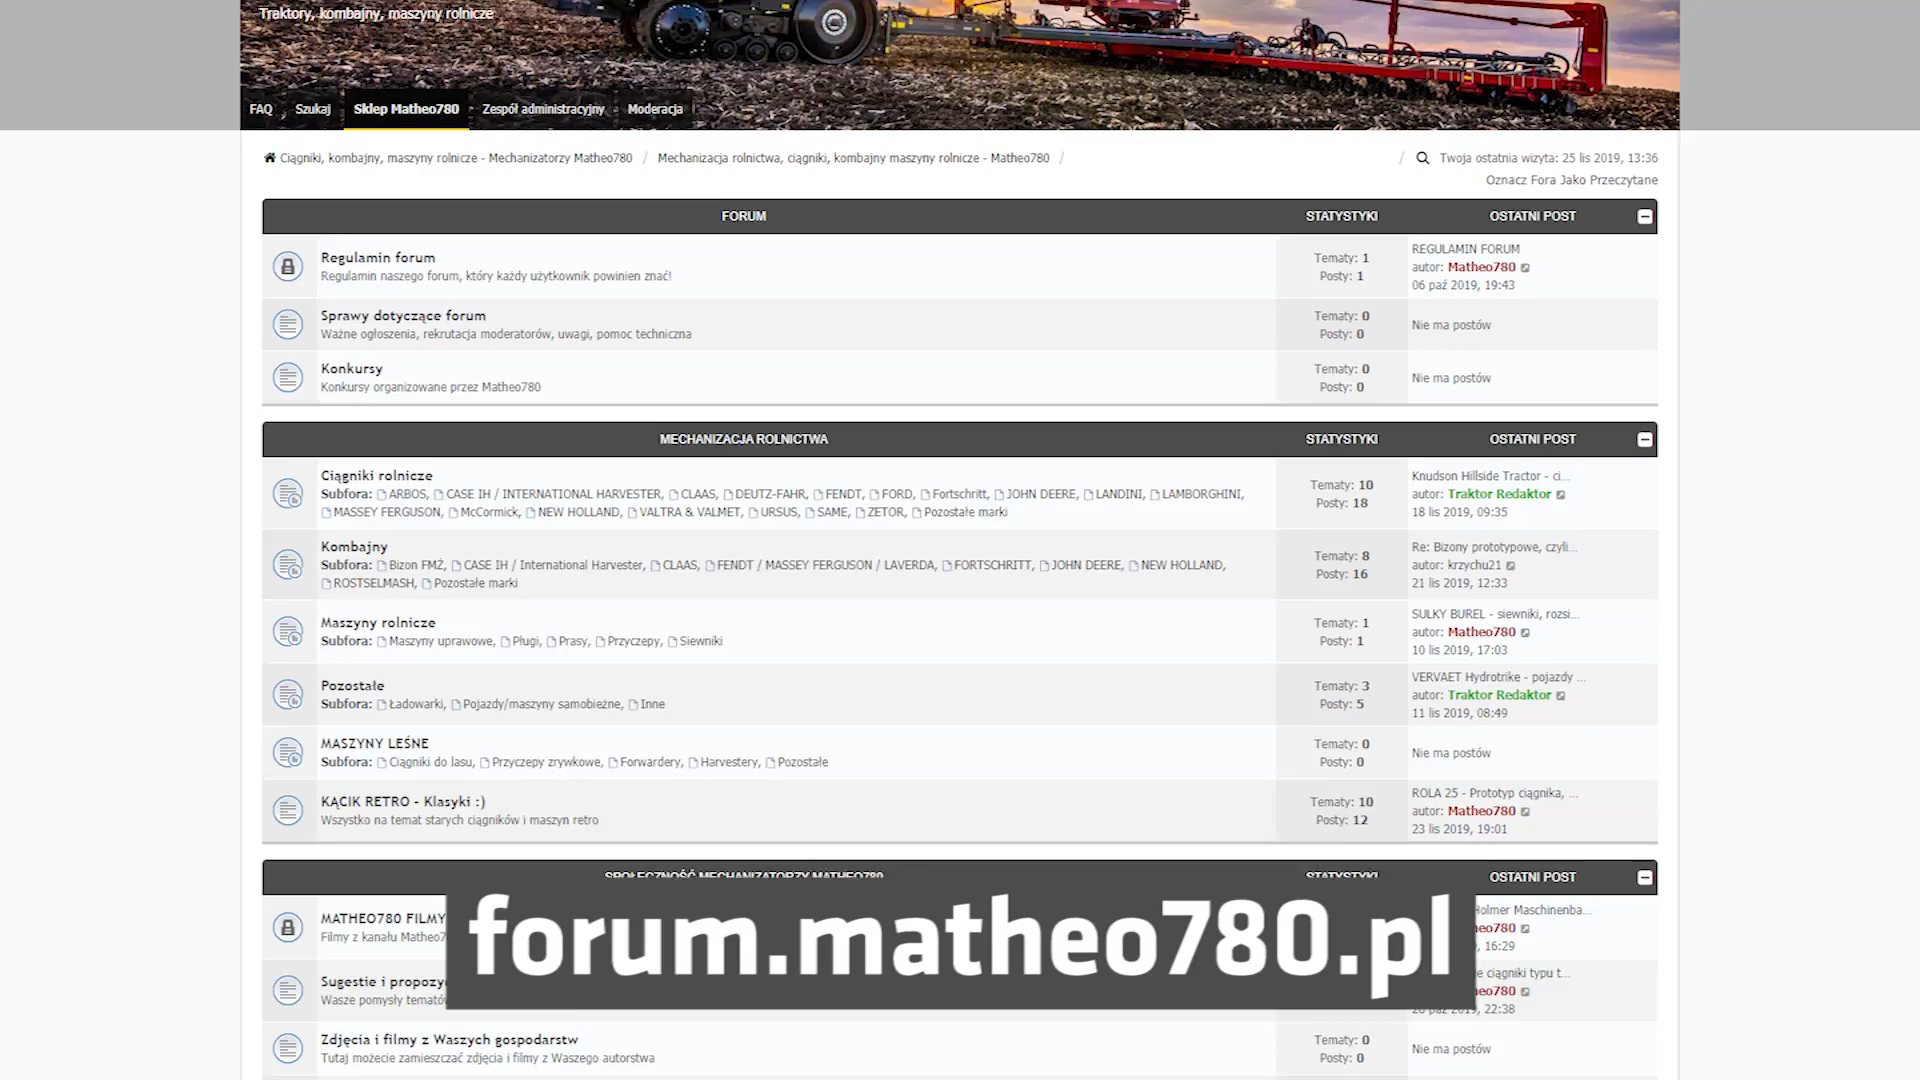 Traktory, kombajny, maszyny rolnicze
FAQ Szukaj Sklep Matheo780 Zespół administracyjny Moderacja
Ciągniki, kombajny, maszyny rolnicze - Mechanizatorzy Matheo780 / Mechanizacja rolnictwa, ciągniki, kombajny maszyny rolnicze - Matheo780 /
/ Twoja ostatnia wizyta: 25 lis 2019, 13:36
Oznacz Fora Jako Przeczytane
FORUM STATYSTYKI OSTATNI POST
Regulamin forum
Regulamin naszego forum, który każdy użytkownik powinien znać!
Tematy: 1
Posty: 1
REGULAMIN FORUM
autor: Matheo780
06 paź 2019, 19:43
Sprawy dotyczące forum
Ważne ogłoszenia, rekrutacja moderatorów, uwagi, pomoc techniczna
Tematy: 0
Posty: 0
Nie ma postów
Konkursy
Konkursy organizowane przez Matheo780
Tematy: 0
Posty: 0
Nie ma postów
MECHANIZACJA ROLNICTWA STATYSTYKI OSTATNI POST
Ciągniki rolnicze
Subfora: ARBOS, CASE IH / INTERNATIONAL HARVESTER, CLAAS, DEUTZ-FAHR, FENDT, FORD, Fortschritt, JOHN DEERE, LANDINI, LAMBORGHINI,
MASSEY FERGUSON, McCormick, NEW HOLLAND, VALTRA & VALMET, URSUS, SAME, ZETOR, Pozostałe marki
Tematy: 10
Posty: 18
Knudson Hillside Tractor - ci...
autor: Traktor Redaktor
18 lis 2019, 09:35
Kombajny
Subfora: Bizon FMŻ, CASE IH / International Harvester, CLAAS, FENDT / MASSEY FERGUSON / LAVERDA, FORTSCHRITT, JOHN DEERE, NEW HOLLAND,
ROSTSELMASH, Pozostałe marki
Tematy: 8
Posty: 16
Re: Bizony prototypowe, czyli...
autor: krzychu21
21 lis 2019, 12:33
Maszyny rolnicze
Subfora: Maszyny uprawowe, Pługi, Prasy, Przyczepy, Siewniki
Tematy: 1
Posty: 1
SULKY BUREL - siewniki, rozsi...
autor: Matheo780
10 lis 2019, 17:03
Pozostałe
Subfora: Ładowarki, Pojazdy/maszyny samobieżne, Inne
Tematy: 3
Posty: 5
VERVAET Hydrotrike - pojazdy ...
autor: Traktor Redaktor
11 lis 2019, 08:49
MASZYNY LEŚNE
Subfora: Ciągniki do lasu, Przyczepy zrywkowe, Forwardery, Harvestery, Pozostałe
Tematy: 0
Posty: 0
Nie ma postów
KĄCIK RETRO - Klasyki :)
Wszystko na temat starych ciągników i maszyn retro
Tematy: 10
Posty: 12
ROLA 25 - Prototyp ciągnika, ...
autor: Matheo780
23 lis 2019, 19:01
SPOŁECZNOŚĆ MECHANIZATORZY MATHEO780 STATYSTYKI OSTATNI POST
MATHEO780 FILMY
Filmy z kanału Matheo7
Holmer Maschinenba...
heo780
, 16:29
forum.matheo780.pl
Sugestie i propozy
Wasze pomysły temató
e ciągniki typu t...
heo780
20 paź 2019, 22:38
Zdjęcia i filmy z Waszych gospodarstw
Tutaj możecie zamieszczać zdjęcia i filmy z Waszego autorstwa
Tematy: 0
Posty: 0
Nie ma postów